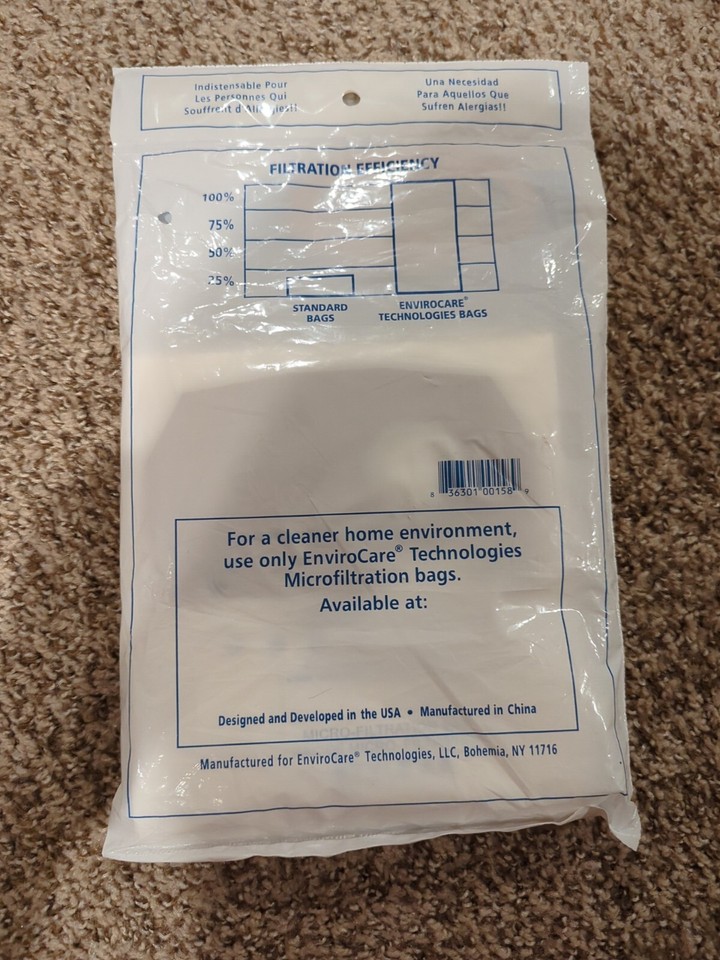 Indistensable Pour
Les Personnes Qui
Souffrent d'Allergies!!
Una Necesidad
Para Aquellos Que
Sufren Alergias!!
FILTRATION EFFICIENCY
100%
75%
50%
25%
STANDARD
BAGS
ENVIROCARE®
TECHNOLOGIES BAGS
8 36301 00158 9
For a cleaner home environment,
use only EnviroCare® Technologies
Microfiltration bags.
Available at:
Designed and Developed in the USA • Manufactured in China
Manufactured for EnviroCare® Technologies, LLC, Bohemia, NY 11716